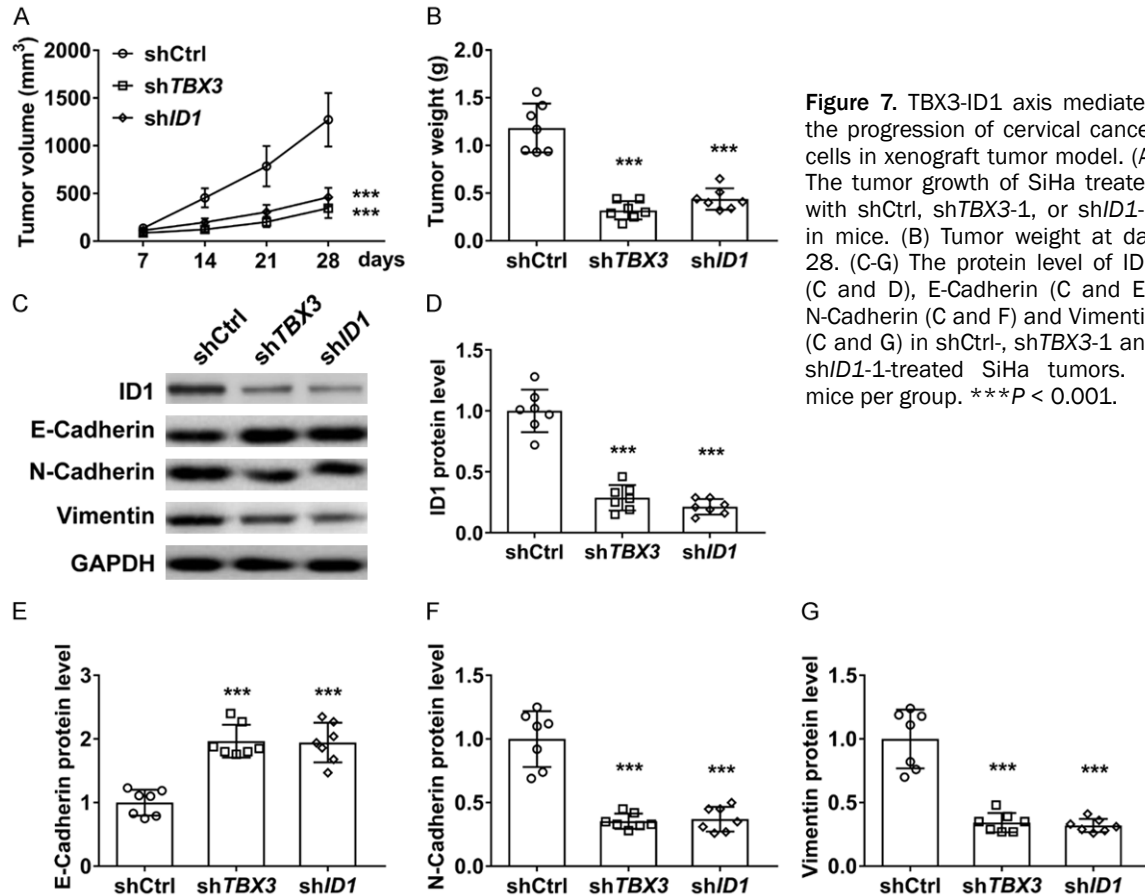 A
Tumor volume (mm³)
2000
1500
1000
500
0
shCtrl
shTBX3
shID1
***
***
7 14 21 28 days
B
Tumor weight (g)
2.0
1.5
1.0
0.5
0.0
*** ***
shCtrl shTBX3 shID1
Figure 7. TBX3-ID1 axis mediate
the progression of cervical cance
cells in xenograft tumor model. (A
The tumor growth of SiHa treate
with shCtrl, shTBX3-1, or shID1-
in mice. (B) Tumor weight at da
28. (C-G) The protein level of ID
(C and D), E-Cadherin (C and E
N-Cadherin (C and F) and Vimenti
(C and G) in shCtrl-, shTBX3-1 an
shID1-1-treated SiHa tumors.
mice per group. ***P < 0.001.
C
shCtrl shTBX3 shID1
ID1
E-Cadherin
N-Cadherin
Vimentin
GAPDH
D
ID1 protein level
1.5
1.0
0.5
0.0
*** ***
shCtrl shTBX3 shID1
E
E-Cadherin protein level
3
2
1
0
*** ***
shCtrl shTBX3 shID1
F
N-Cadherin protein level
1.5
1.0
0.5
0.0
*** ***
shCtrl shTBX3 shID1
G
Vimentin protein level
1.5
1.0
0.5
0.0
*** ***
shCtrl shTBX3 shID1